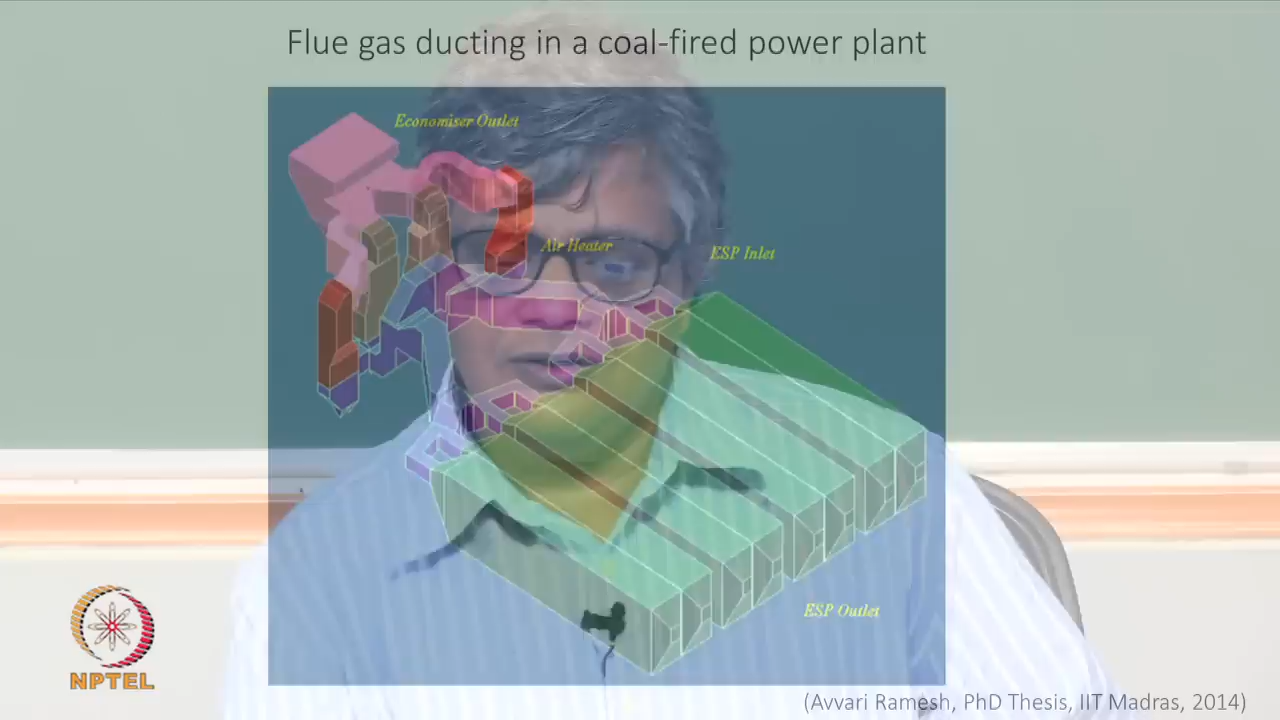 Flue gas ducting in a coal-fired power plant
Economiser Outlet
Air Heater
ESP Inlet
ESP Outlet
NPTEL
(Avvari Ramesh, PhD Thesis, IIT Madras, 2014)